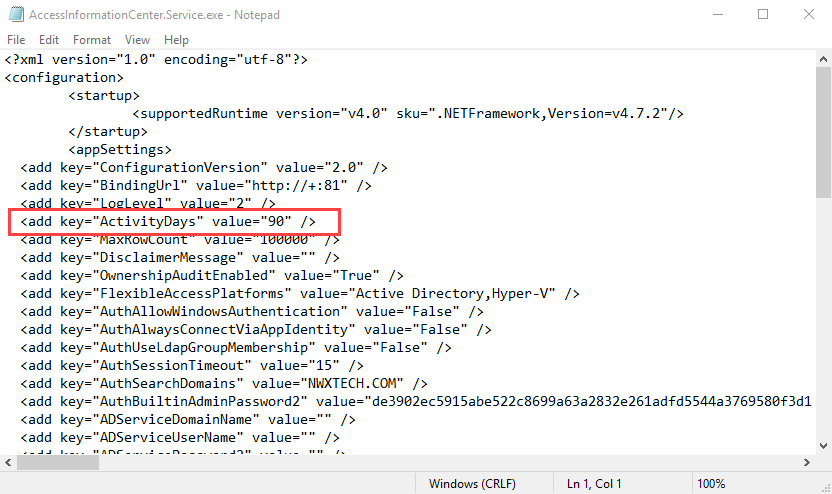 AccessInformationCenter.Service.exe - Notepad
File Edit Format View Help
<?xml version="1.0" encoding="utf-8"?>
<configuration>
<startup>
<supportedRuntime version="v4.0" sku=".NETFramework,Version=v4.7.2"/>
</startup>
<appSettings>
<add key="ConfigurationVersion" value="2.0" />
<add key="BindingUrl" value="http://+:81" />
<add key="LogLevel" value="2" />
<add key="ActivityDays" value="90" />
<add key="MaxRowCount" value="100000" />
<add key="DisclaimerMessage" value="" />
<add key="OwnershipAuditEnabled" value="True" />
<add key="FlexibleAccessPlatforms" value="Active Directory,Hyper-V" />
<add key="AuthAllowWindowsAuthentication" value="False" />
<add key="AuthAlwaysConnectViaAppIdentity" value="False" />
<add key="AuthUseLdapGroupMembership" value="False" />
<add key="AuthSessionTimeout" value="15" />
<add key="AuthSearchDomains" value="NWXTECH.COM" />
<add key="AuthBuiltinAdminPassword2" value="de3902ec5915abe522c8699a63a2832e261adfd5544a3769580f3d1
<add key="ADServiceDomainName" value="" />
<add key="ADServiceUserName" value="" />
<add key="ADServicePassword2" value="" />
Windows (CRLF) Ln 1, Col 1 100%